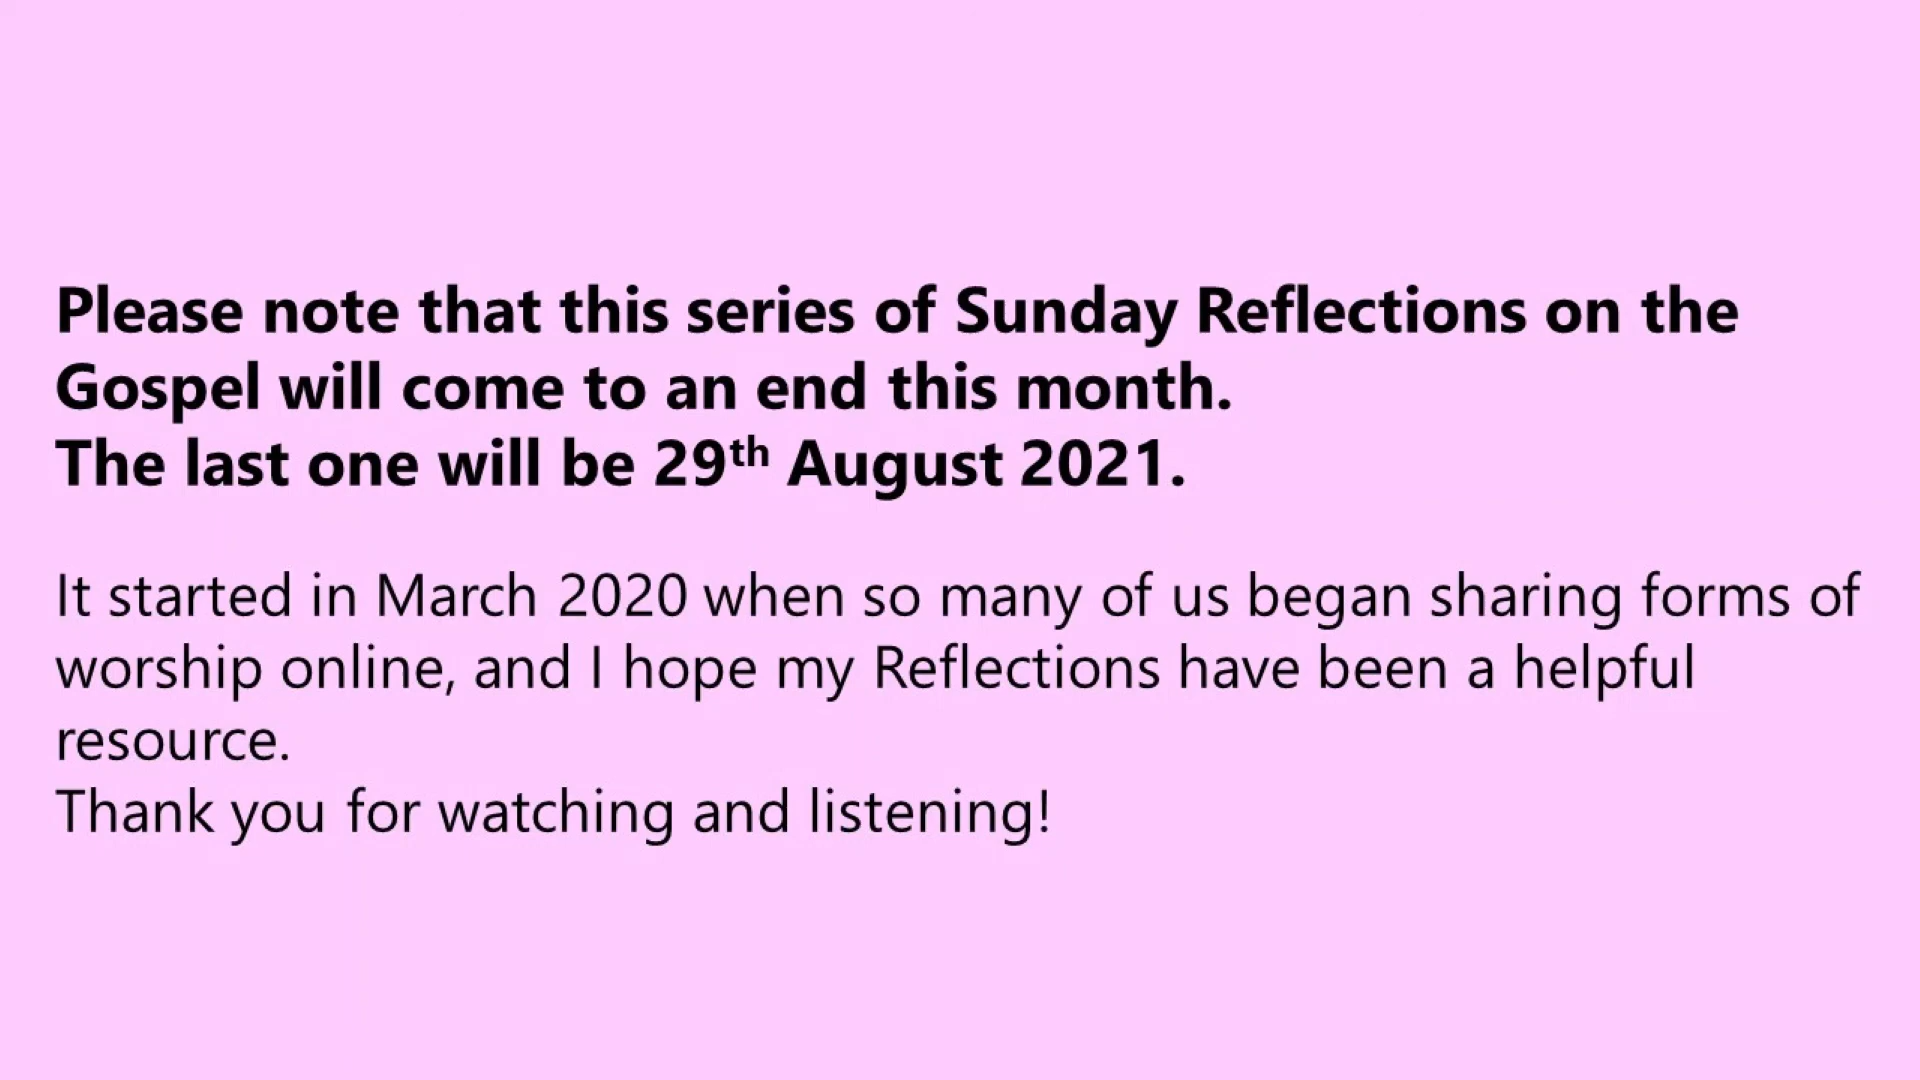 Please note that this series of Sunday Reflections on the
Gospel will come to an end this month.
The last one will be 29th August 2021.
It started in March 2020 when so many of us began sharing forms of
worship online, and I hope my Reflections have been a helpful
resource.
Thank you for watching and listening!